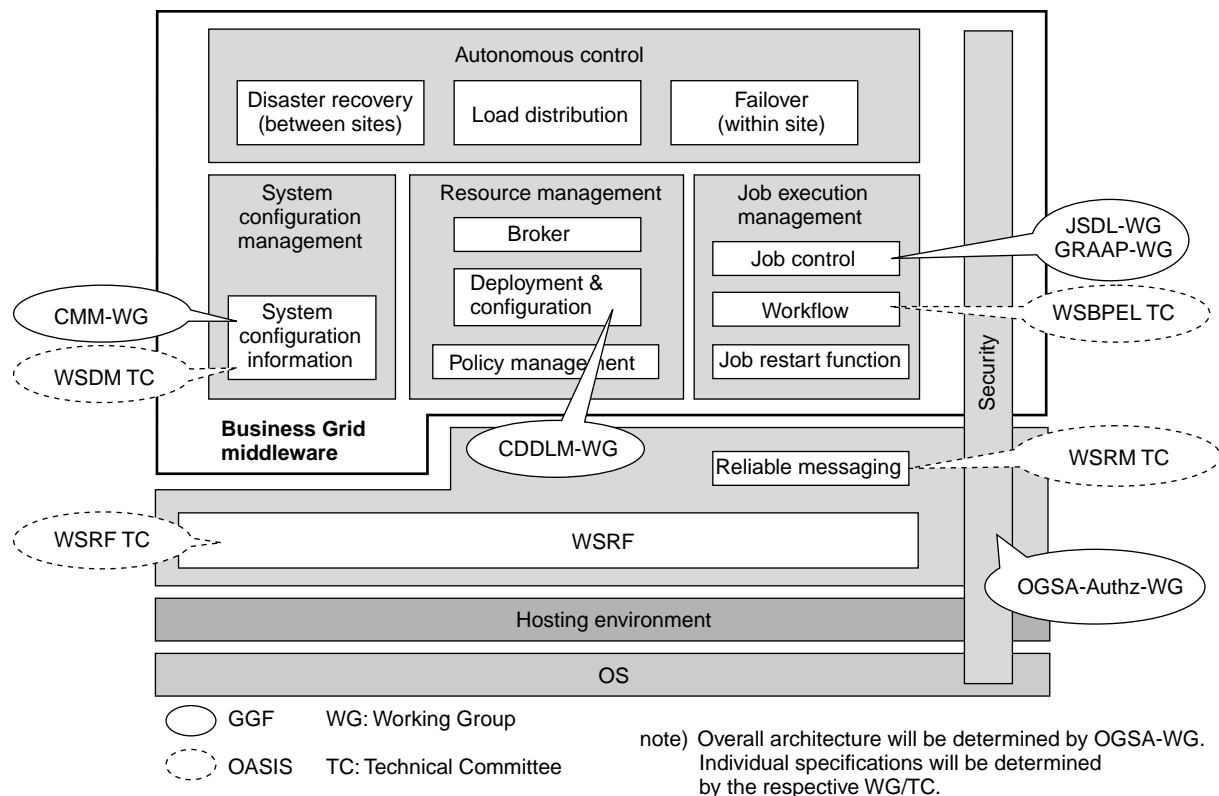 Autonomous control
Disaster recovery
(between sites)
Load distribution
Failover
(within site)
System
configuration
management
System
configuration
information
Resource management
Broker
Deployment &
configuration
Policy management
Job execution
management
Job control
Workflow
Job restart function
Security
JSDL-WG
GRAAP-WG
CMM-WG
WSBPEL TC
WSDM TC
Business Grid
middleware
CDDLM-WG
Reliable messaging
WSRM TC
WSRF TC
WSRF
OGSA-Authz-WG
Hosting environment
OS
GGF
WG: Working Group
OASIS
TC: Technical Committee
note) Overall architecture will be determined by OGSA-WG.
Individual specifications will be determined
by the respective WG/TC.